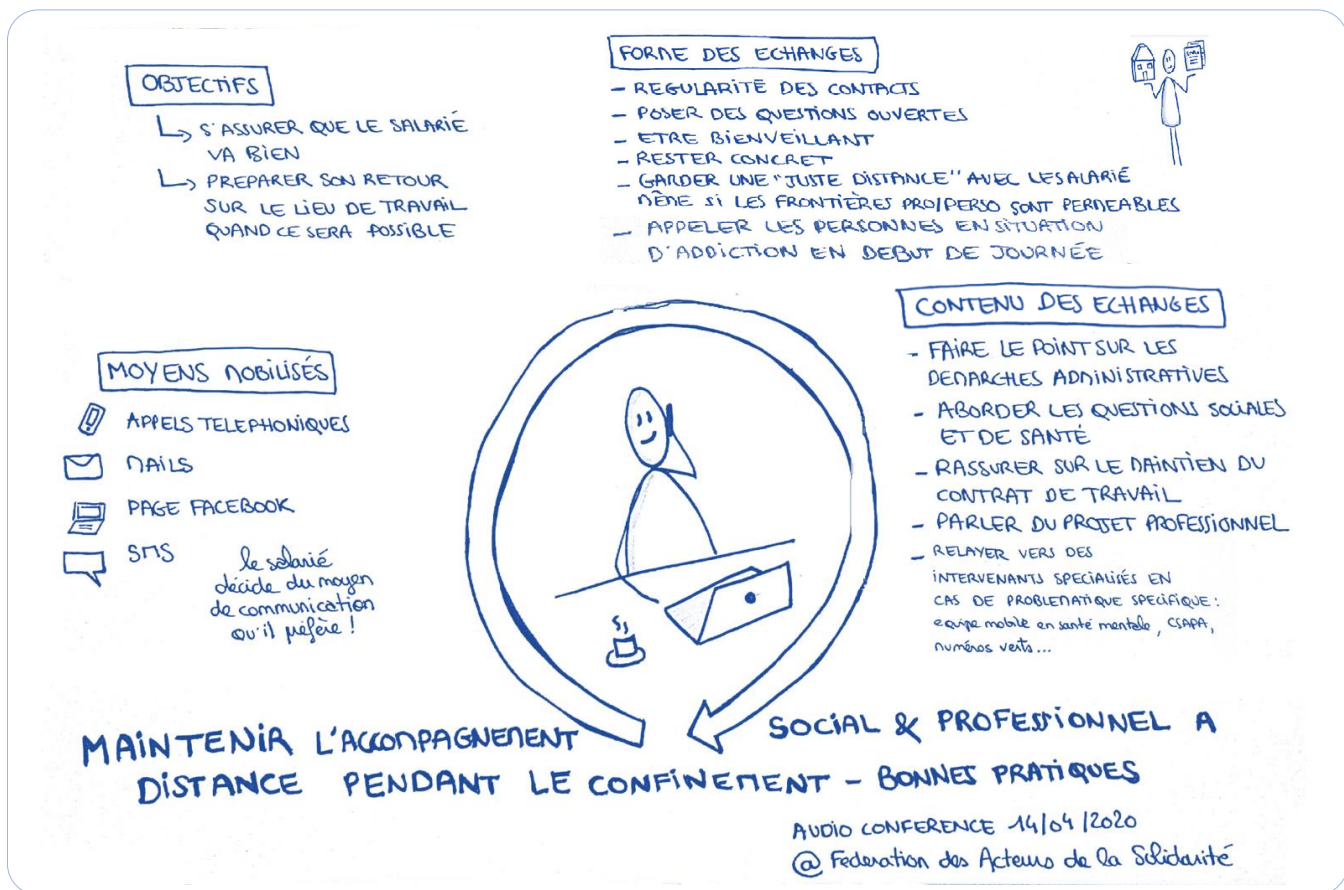 OBJECTIFS
S'ASSURER QUE LE SALARIÉ
VA BIEN
PREPARER SON RETOUR
SUR LE LIEU DE TRAVAIL
QUAND CE SERA POSSIBLE
FORME DES ECHANGES
- REGULARITÉ DES CONTACTS
- POSER DES QUESTIONS OUVERTES
- ETRE BIENVEILLANT
- RESTER CONCRET
- GARDER UNE "JUSTE DISTANCE" AVEC LE SALARIÉ
MÊME SI LES FRONTIÈRES PRO/PERSO SONT PERMEABLES
- APPELER LES PERSONNES EN SITUATION
D'ADDICTION EN DEBUT DE JOURNÉE
MOYENS MOBILISÉS
APPELS TELEPHONIQUES
MAILS
PAGE FACEBOOK
SMS
le salarié
décide du moyen
de communication
qu'il préfère !
CONTENU DES ECHANGES
- FAIRE LE POINT SUR LES
DEMARCHES ADMINISTRATIVES
- ABORDER LES QUESTIONS SOCIALES
ET DE SANTÉ
- RASSURER SUR LE MAINTIEN DU
CONTRAT DE TRAVAIL
- PARLER DU PROJET PROFESSIONNEL
- RELAYER VERS DES
INTERVENANTS SPECIALISÉS EN
CAS DE PROBLEMATIQUE SPECIFIQUE :
equipe mobile en santé mentale, CSAPA,
numéros verts...
MAINTENIR L'ACCOMPAGNEMENT SOCIAL & PROFESSIONNEL A
DISTANCE PENDANT LE CONFINEMENT - BONNES PRATIQUES
AUDIO CONFERENCE 14/04/2020
@ Federation des Acteurs de la Solidarité